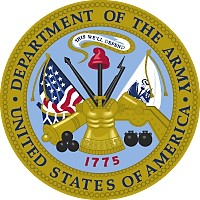 DEPARTMENT OF THE ARMY
THIS WE'LL DEFEND
1775
UNITED STATES OF AMERICA